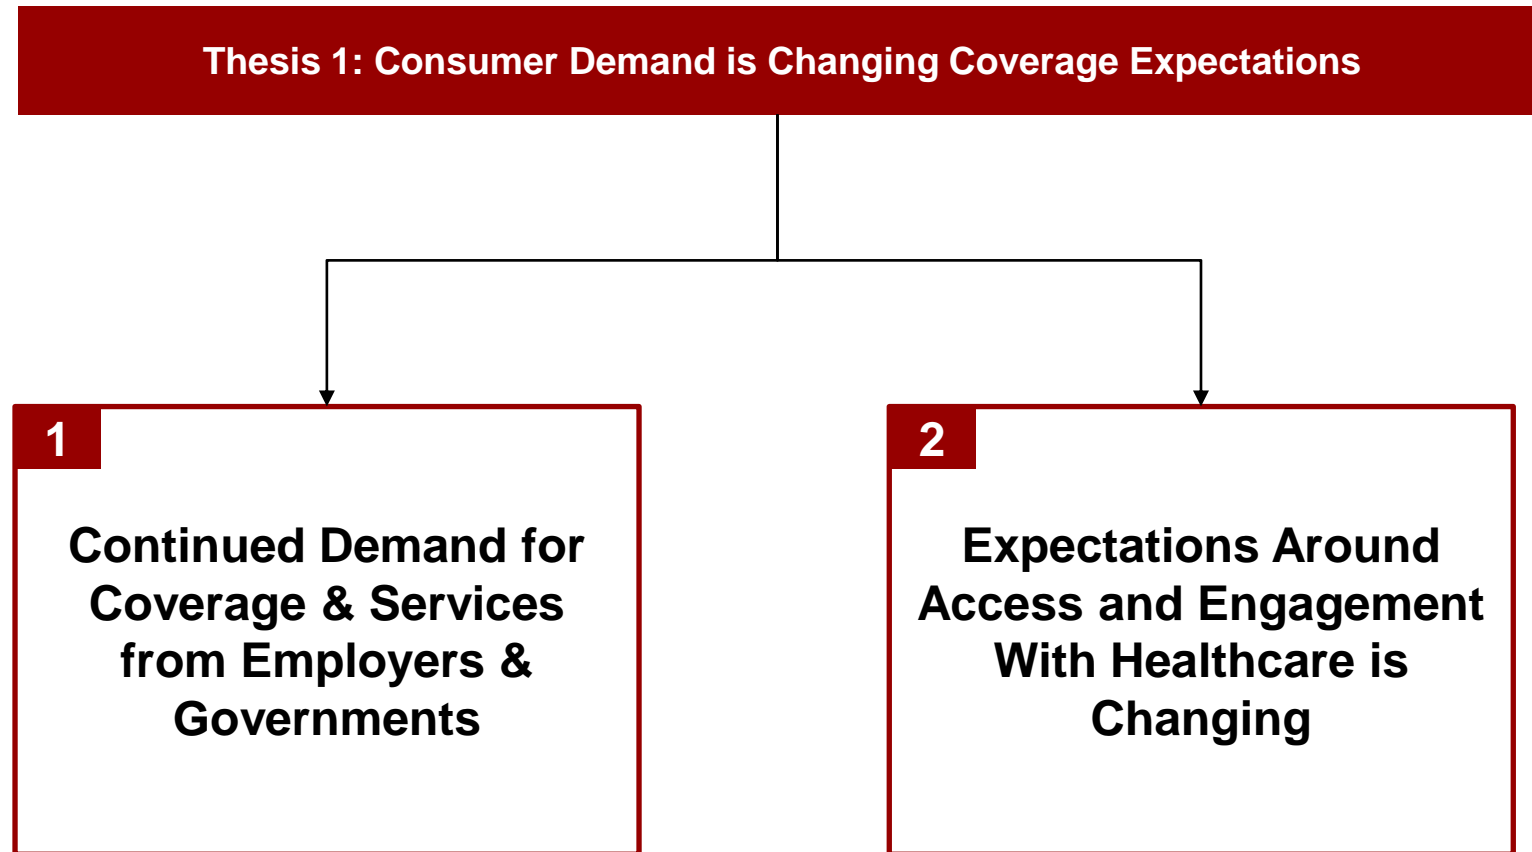 Thesis 1: Consumer Demand is Changing Coverage Expectations
1
Continued Demand for
Coverage & Services
from Employers &
Governments
2
Expectations Around
Access and Engagement
With Healthcare is
Changing